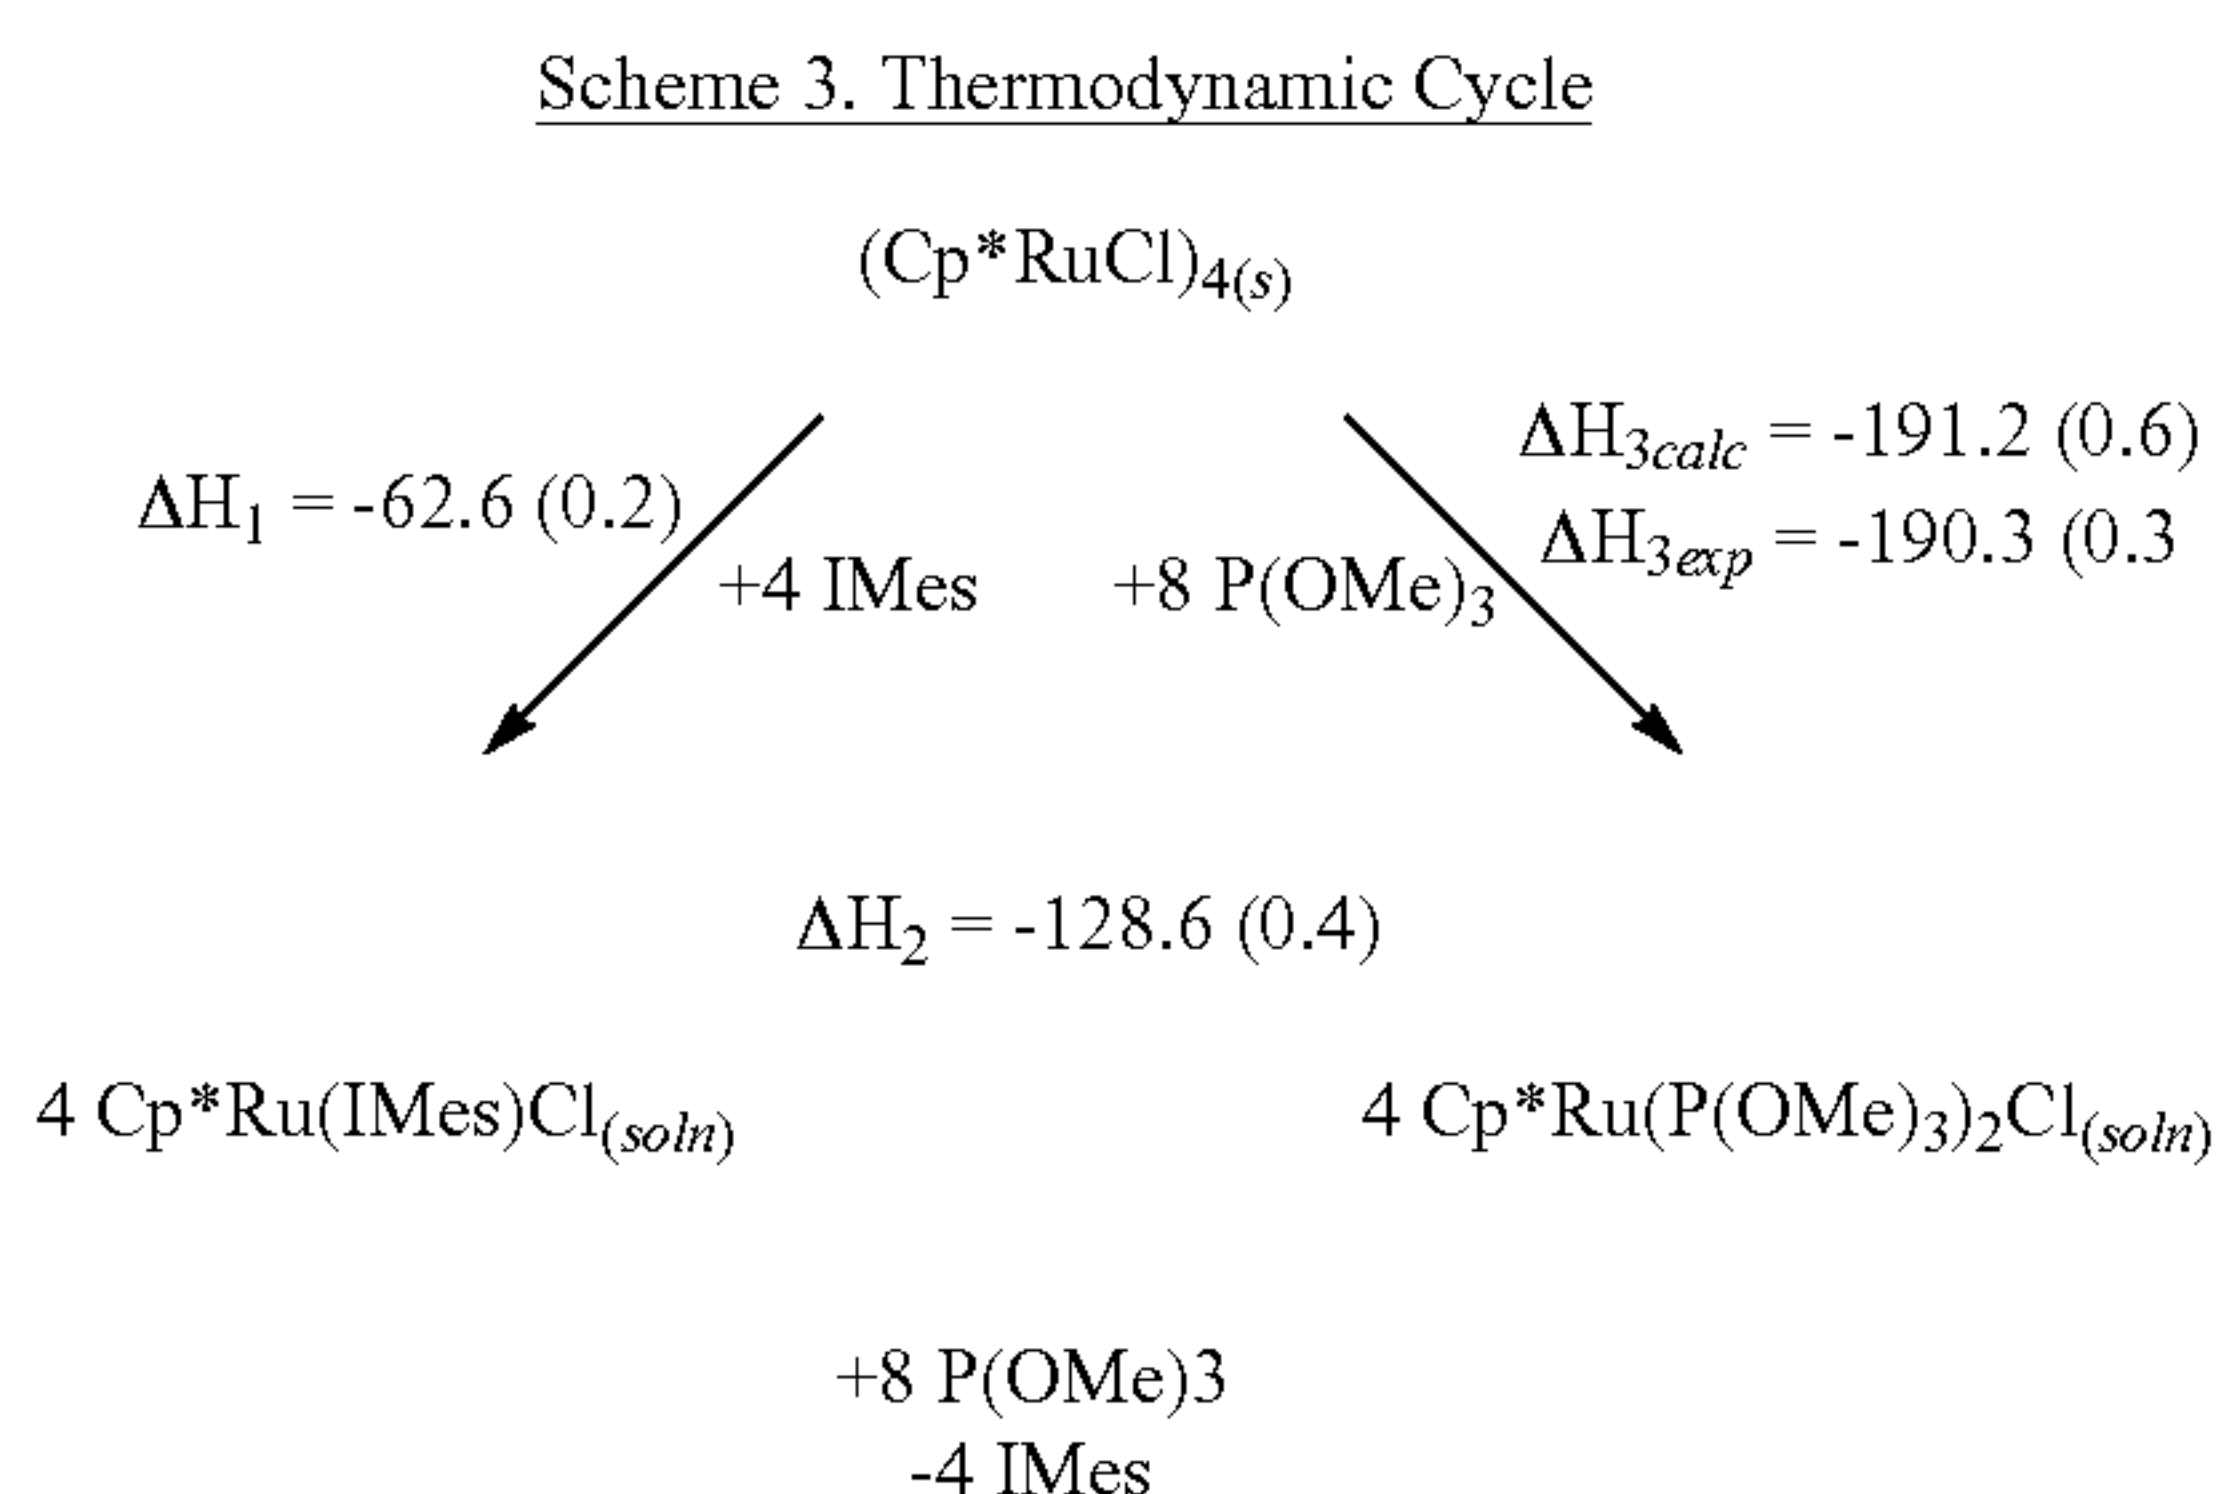 Scheme 3. Thermodynamic Cycle
(Cp*RuCl)4(s)
ΔH3calc = -191.2 (0.6)
ΔH1 = -62.6 (0.2)
ΔH3exp = -190.3 (0.3
+4 IMes
+8 P(OMe)3
ΔH2 = -128.6 (0.4)
4 Cp*Ru(IMes)Cl(soln)
4 Cp*Ru(P(OMe)3)2Cl(soln)
+8 P(OMe)3
-4 IMes